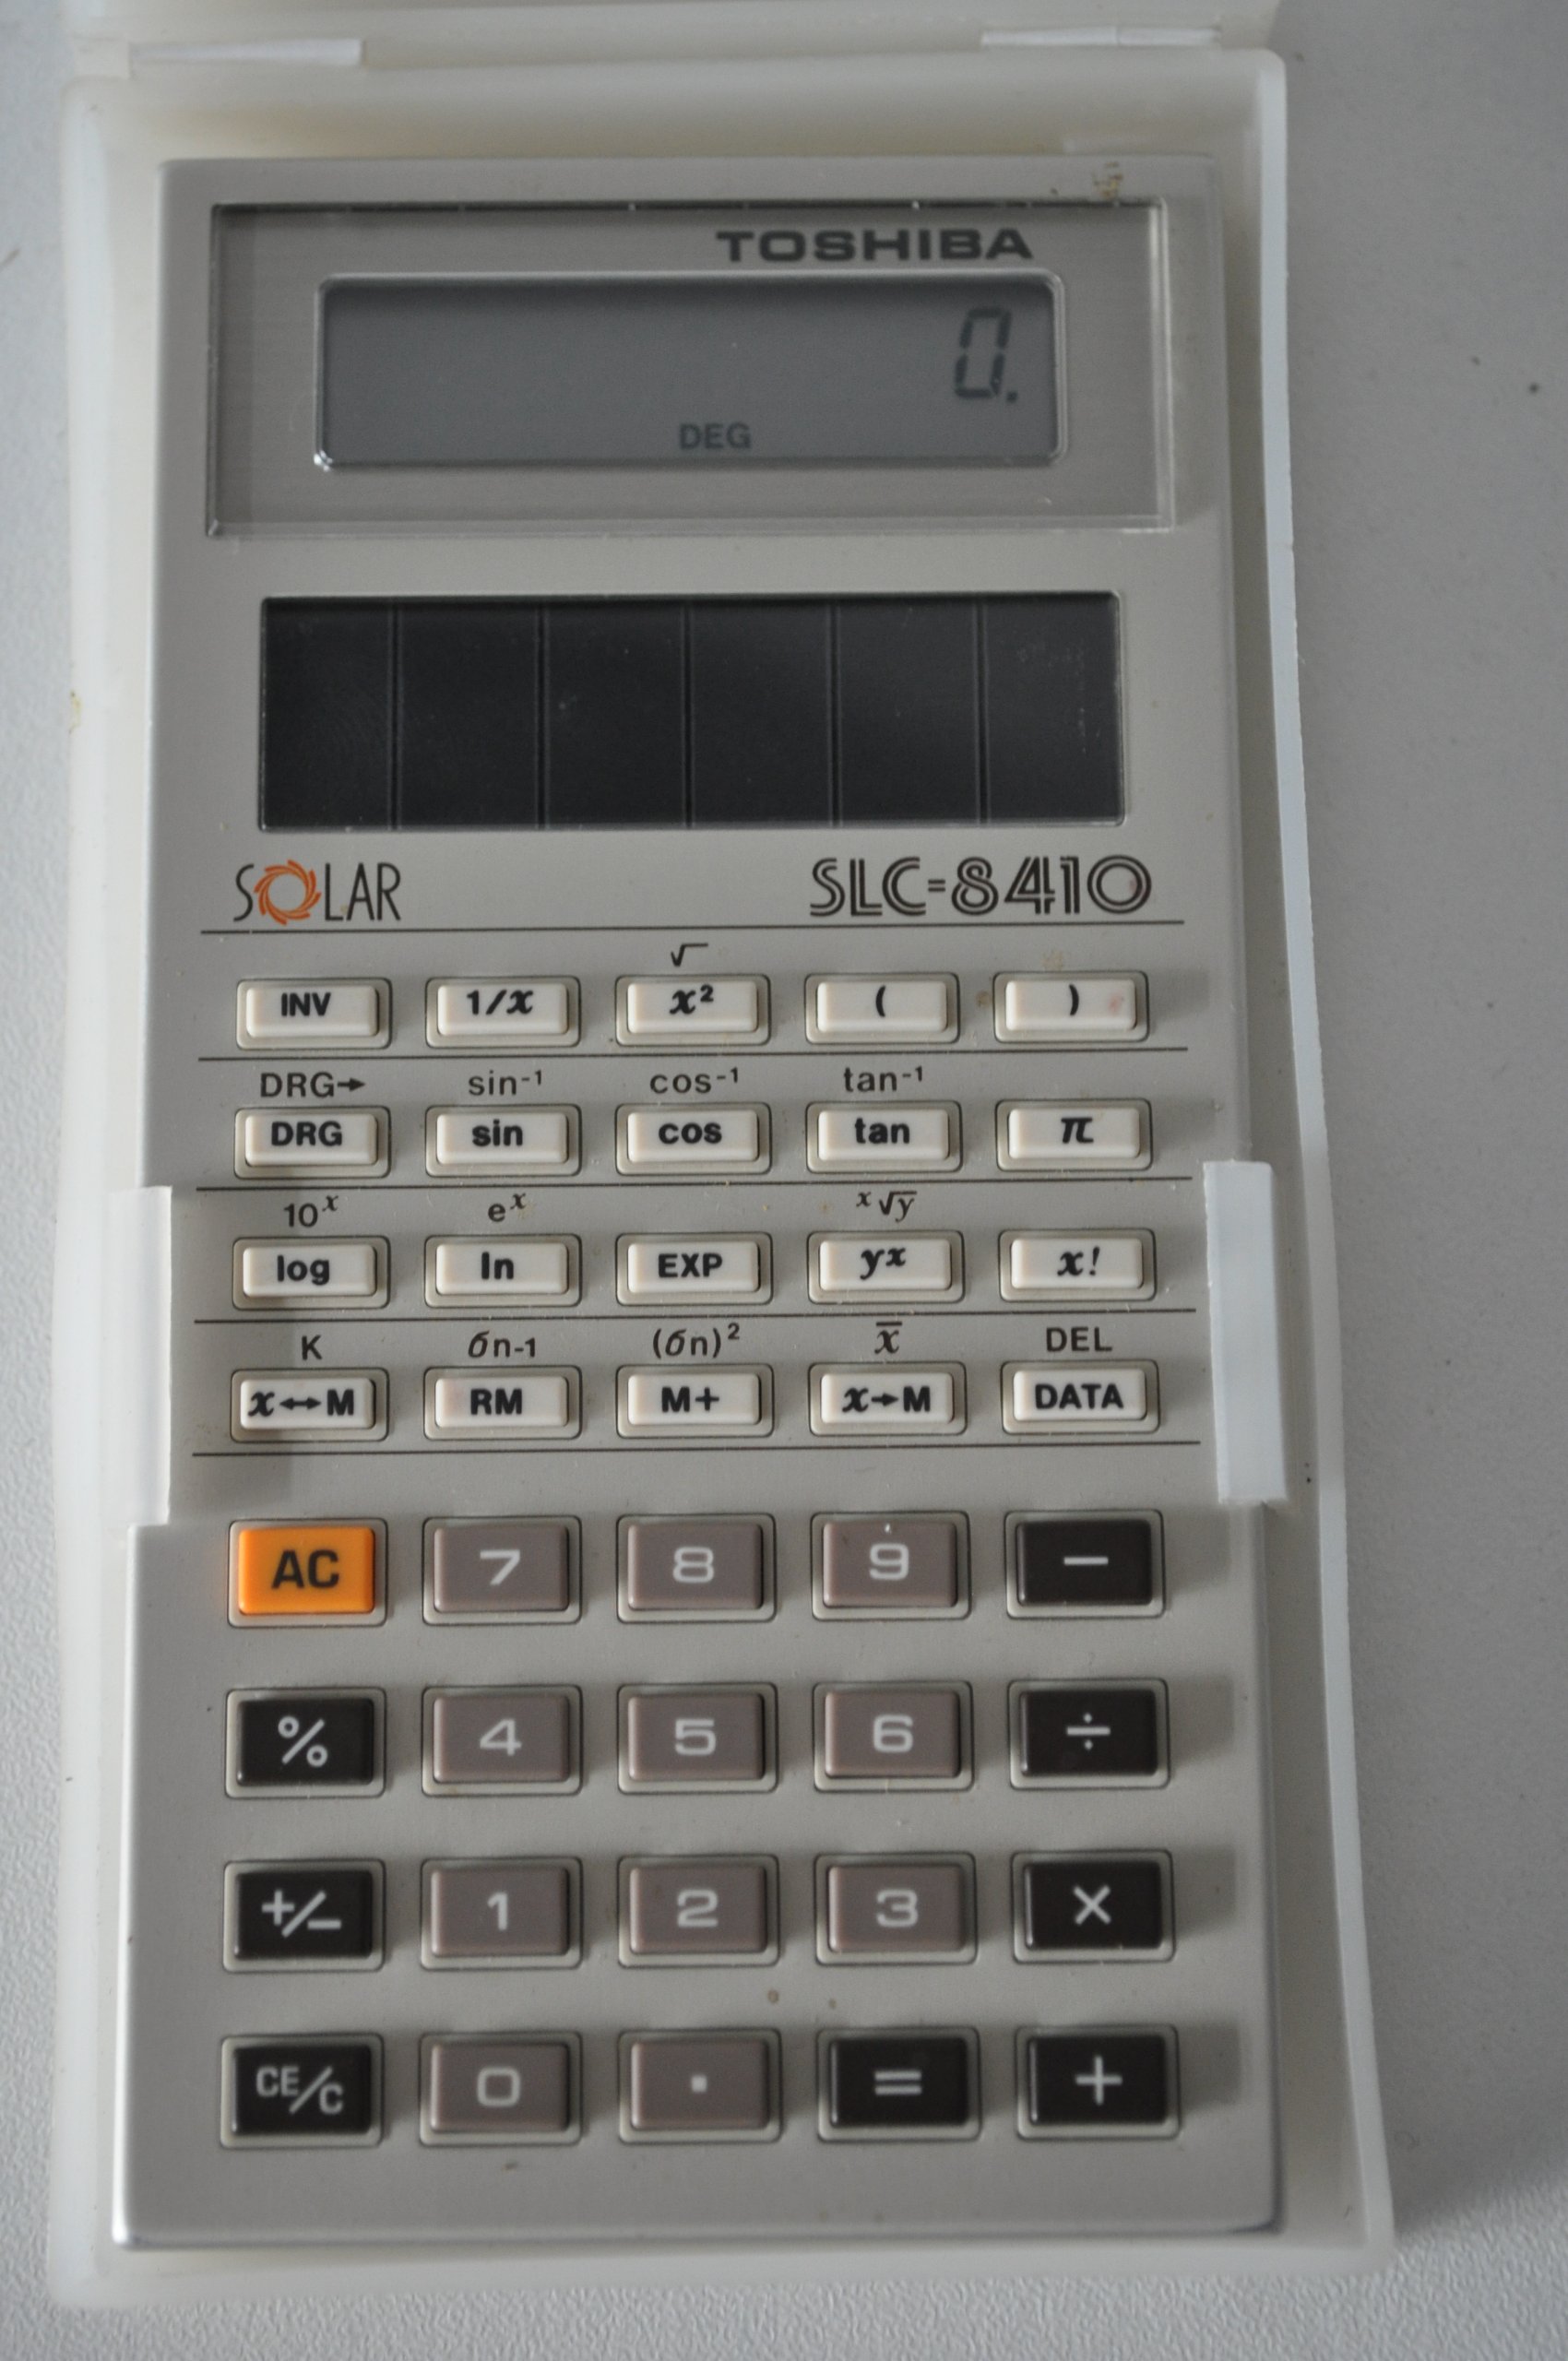 TOSHIBA
0.
DEG
SOLAR SLC-8410
√
INV 1/x x² ( )
DRG→ sin⁻¹ cos⁻¹ tan⁻¹
DRG sin cos tan π
10ˣ eˣ ˣ√y
log ln EXP yˣ x!
K σn-1 (σn)² x̅ DEL
x↔M RM M+ x→M DATA
AC 7 8 9 −
% 4 5 6 ÷
+/− 1 2 3 ×
CE/C 0 . = +